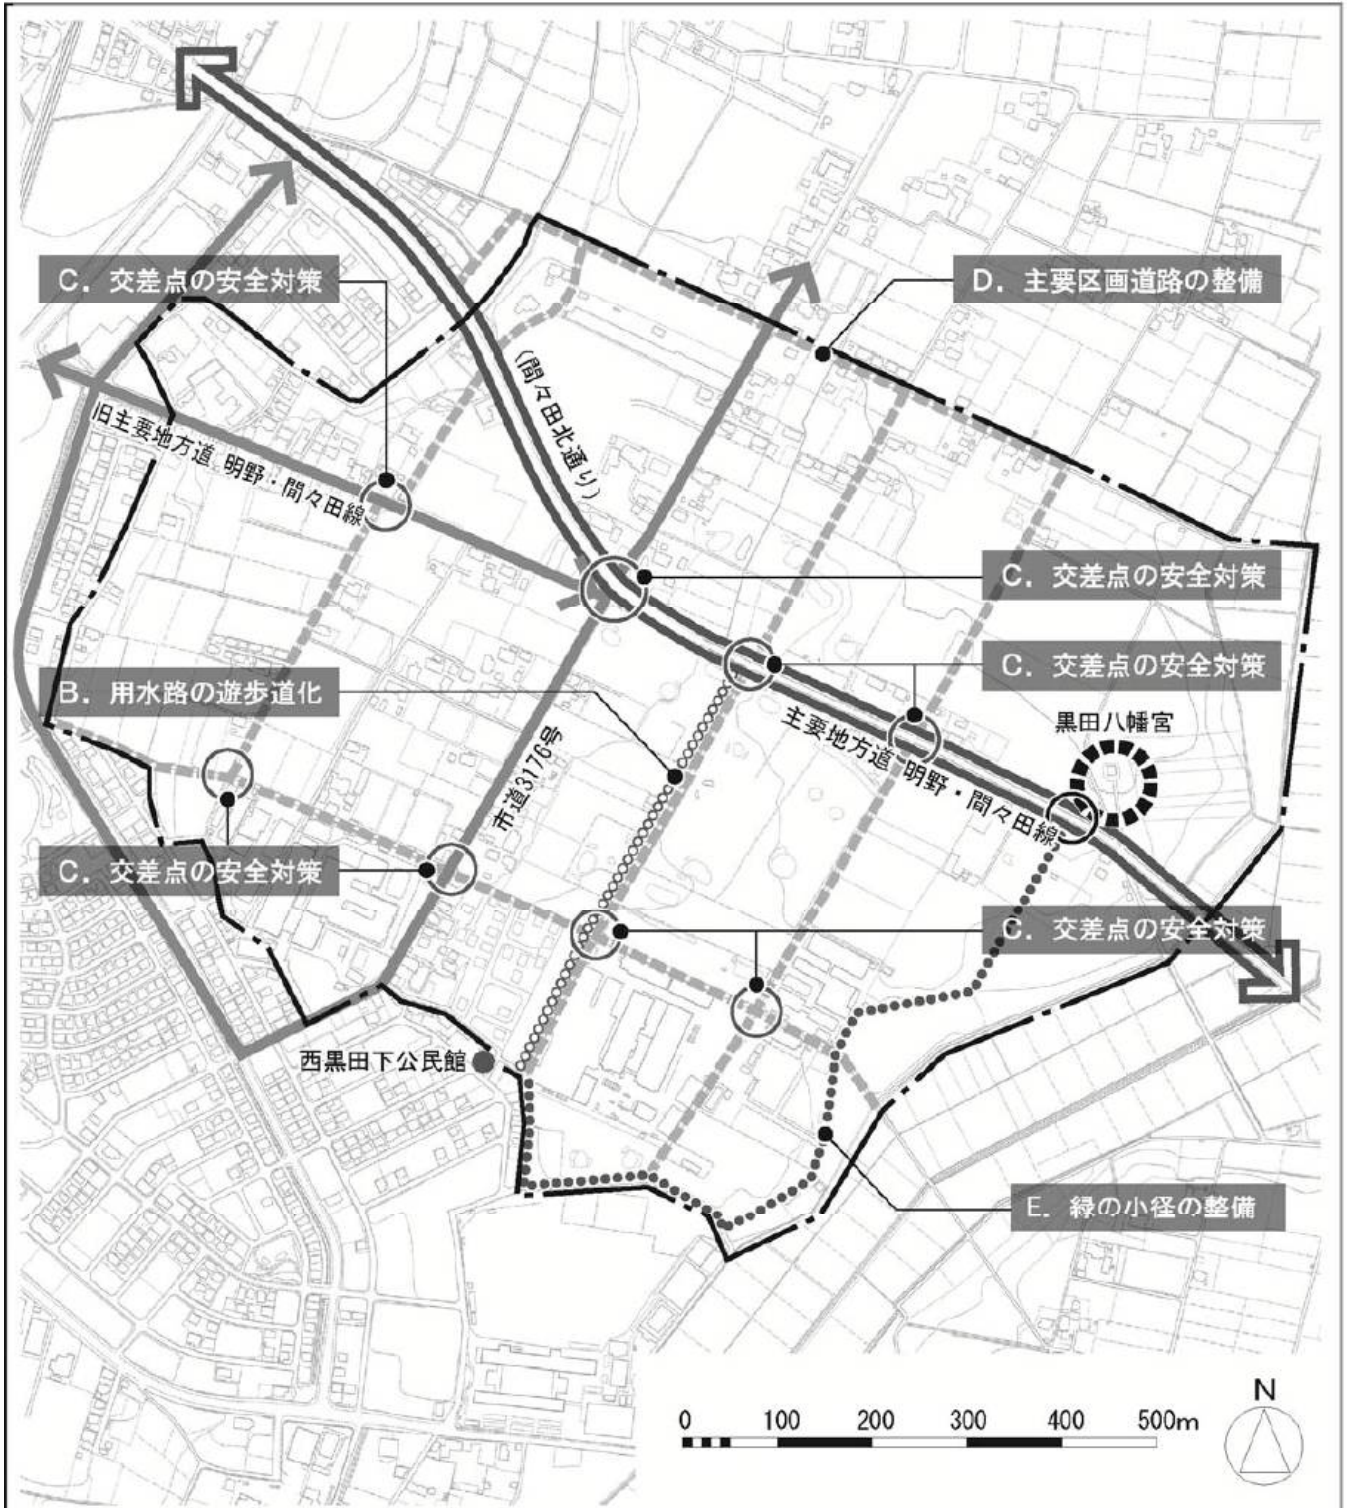 C．交差点の安全対策
D．主要区画道路の整備
（間々田北通り）
旧主要地方道 明野・間々田線
C．交差点の安全対策
C．交差点の安全対策
B．用水路の遊歩道化
黒田八幡宮
主要地方道 明野・間々田線
市道3176号
C．交差点の安全対策
C．交差点の安全対策
西黒田下公民館
E．緑の小径の整備
N
0 100 200 300 400 500m